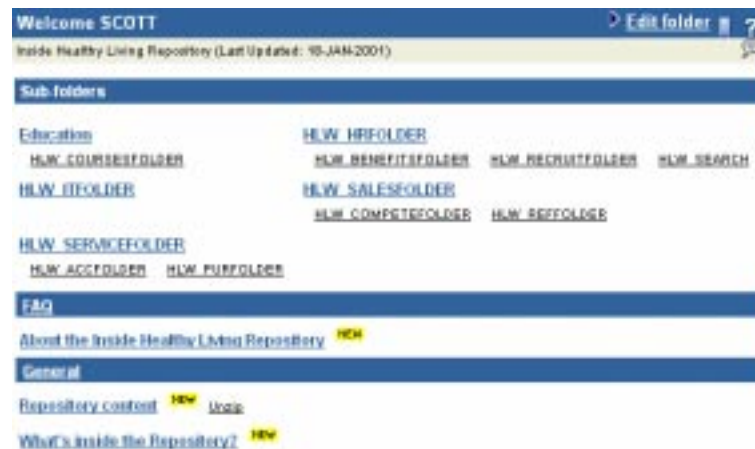 Welcome SCOTT Edit folder ?
Inside Healthy Living Repository (Last Updated: 18-JAN-2001)
Sub-folders
Education HLW_HRFOLDER
HLW_COURSESFOLDER HLW_BENEFITSFOLDER HLW_RECRUITFOLDER HLW_SEARCH
HLW_ITFOLDER HLW_SALESFOLDER
HLW_COMPETEFOLDER HLW_REFFOLDER
HLW_SERVICEFOLDER
HLW_ACCFOLDER HLW_PURFOLDER
FAQ
About the Inside Healthy Living Repository NEW
General
Repository content NEW Unzip
What's inside the Repository? NEW